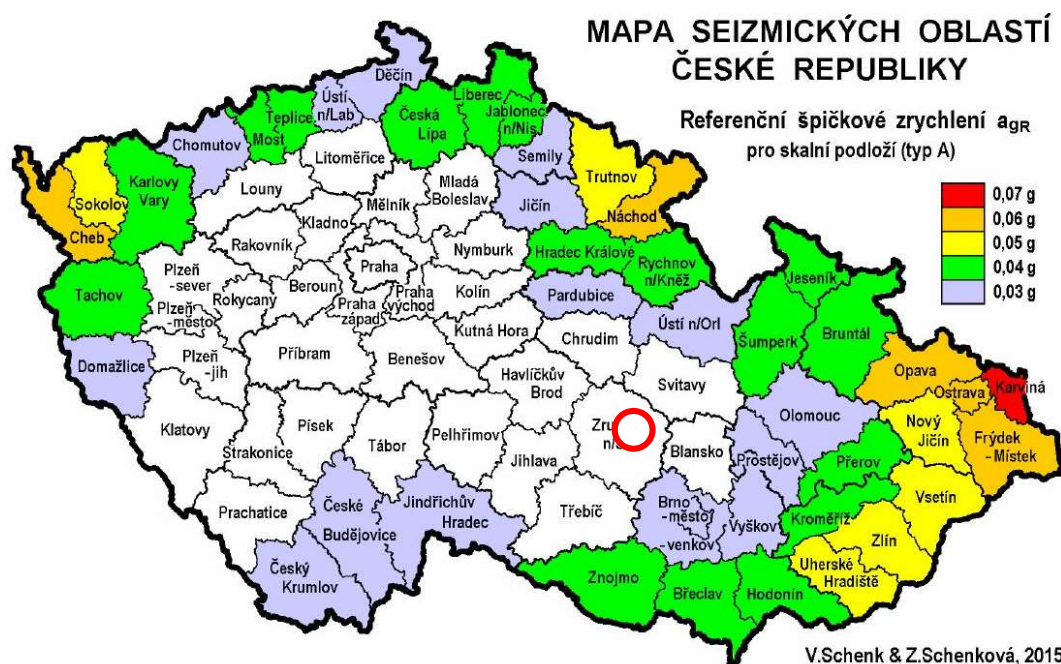 MAPA SEIZMICKÝCH OBLASTÍ
ČESKÉ REPUBLIKY
Referenční špičkové zrychlení aGR
pro skalní podloží (typ A)
0,07 g
0,06 g
0,05 g
0,04 g
0,03 g
Děčín
Ústí
n/Lab
Teplice
Most
Chomutov
Česká
Lípa
Liberec
Jablonec
n/Nis
Semily
Trutnov
Náchod
Jičín
Litoměřice
Louny
Mladá
Boleslav
Mělník
Karlovy
Vary
Sokolov
Cheb
Kladno
Rakovník
Nymburk
Hradec Králové
Rychnov
n/Kněž
Praha
Praha
východ
Praha
západ
Beroun
Kolín
Pardubice
Ústí n/Orl
Jeseník
Bruntál
Šumperk
Tachov
Plzeň
-sever
Plzeň
-město
Rokycany
Plzeň
-jih
Domažlice
Příbram
Benešov
Kutná Hora
Chrudim
Havlíčkův
Brod
Svitavy
Opava
Ostrava
Karviná
Olomouc
Nový
Jičín
Frýdek
-Místek
Klatovy
Strakonice
Písek
Tábor
Pelhřimov
Jihlava
Blansko
Prostějov
Přerov
Vsetín
Prachatice
České
Budějovice
Jindřichův
Hradec
Třebíč
Brno
-město
-venkov
Vyškov
Kroměříž
Zlín
Uherské
Hradiště
Český
Krumlov
Znojmo
Břeclav
Hodonín
V.Schenk & Z.Schenková, 2015